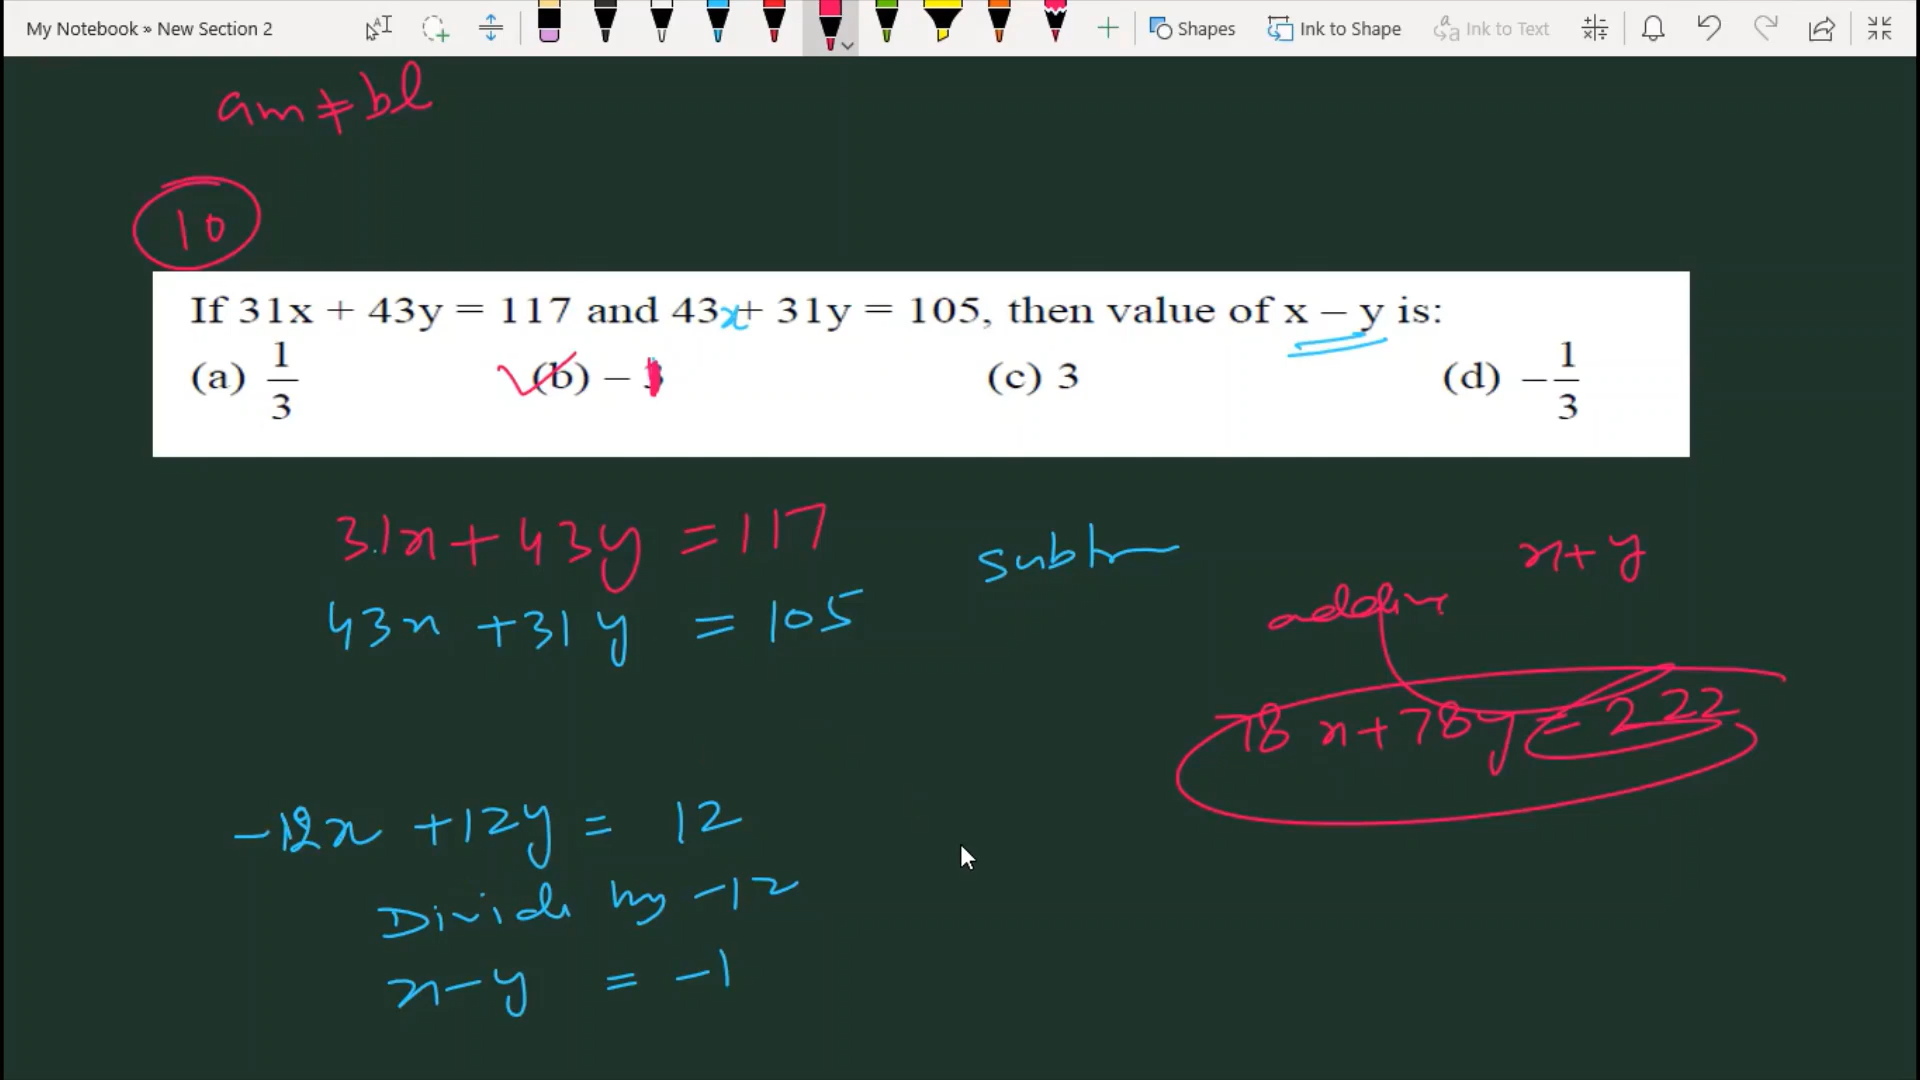 My Notebook » New Section 2
Shapes
Ink to Shape
Ink to Text
am ≠ bl
10
If 31x + 43y = 117 and 43x + 31y = 105, then value of x – y is:
(a) 1/3 (b) – 1 (c) 3 (d) –1/3
31x + 43y = 117
43x + 31y = 105
subtr
x + y
78x + 78y = 222
-12x + 12y = 12
Divide by -12
x - y = -1